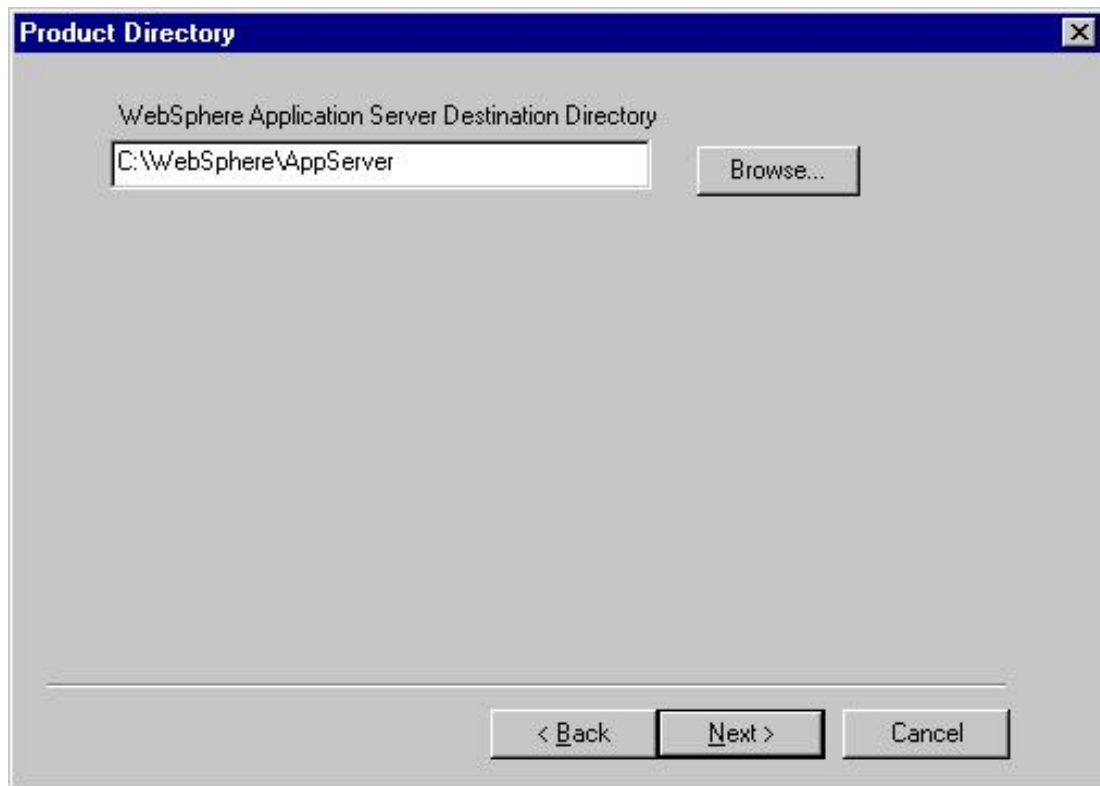 Product Directory
WebSphere Application Server Destination Directory
C:\WebSphere\AppServer
Browse...
< Back
Next >
Cancel